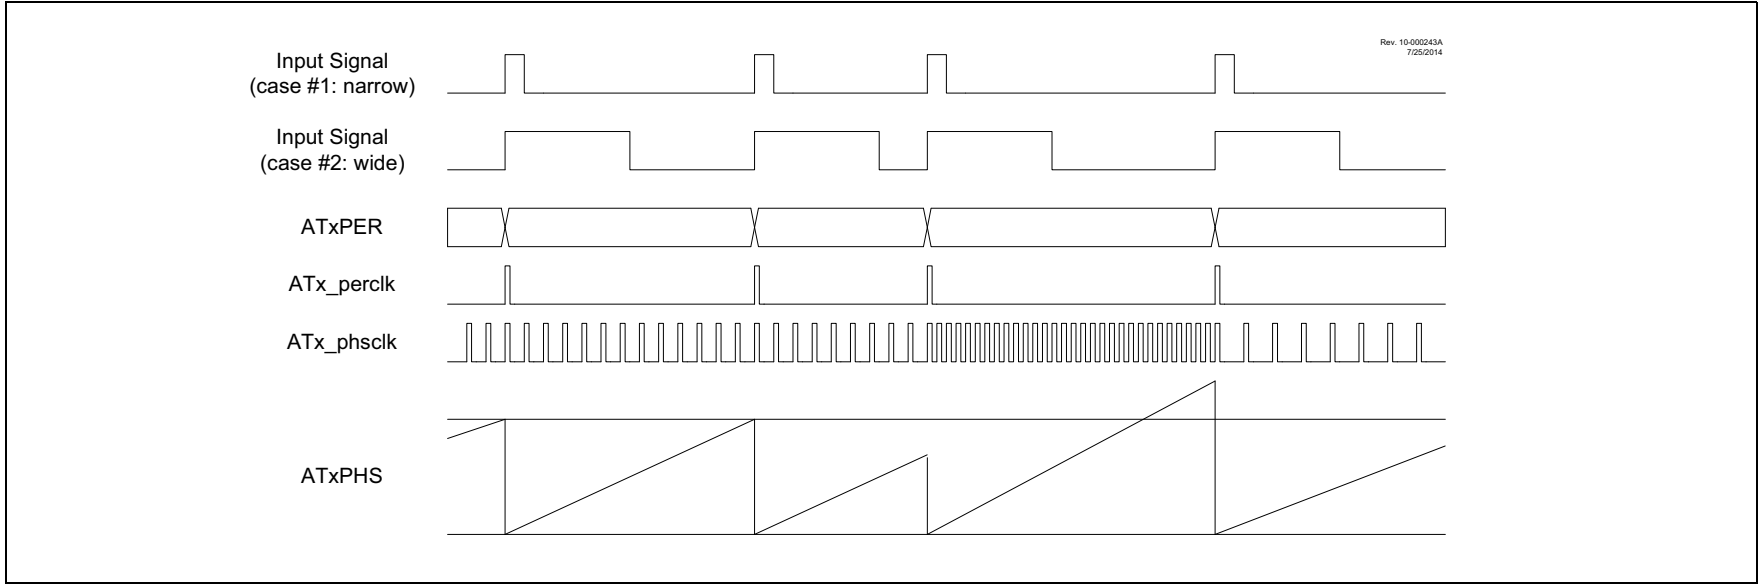 Rev. 10-000243A
7/25/2014
Input Signal
(case #1: narrow)
Input Signal
(case #2: wide)
ATxPER
ATx_perclk
ATx_phsclk
ATxPHS